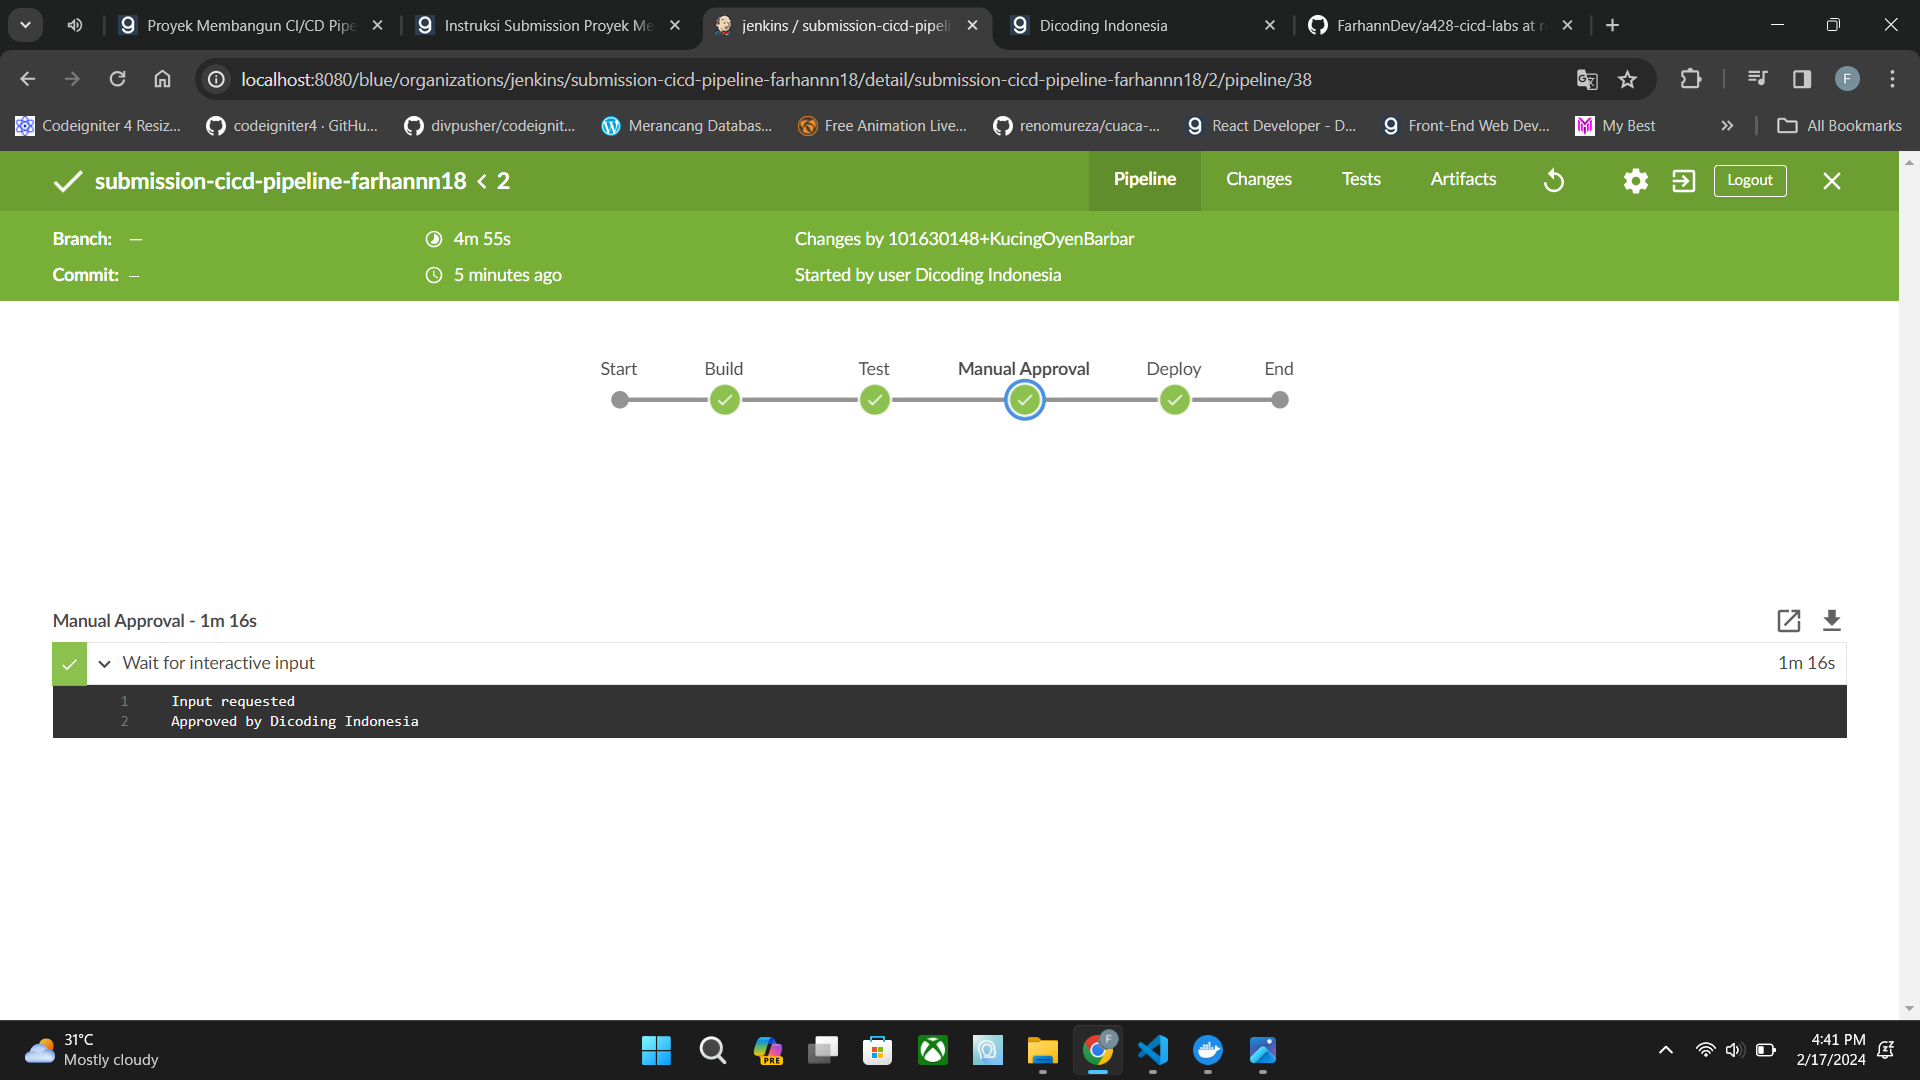 Proyek Membangun CI/CD Pipe
Instruksi Submission Proyek Me
jenkins / submission-cicd-pipeli
Dicoding Indonesia
FarhannDev/a428-cicd-labs at r
localhost:8080/blue/organizations/jenkins/submission-cicd-pipeline-farhannn18/detail/submission-cicd-pipeline-farhannn18/2/pipeline/38
F
Codeigniter 4 Resiz...
codeigniter4 · GitHu...
divpusher/codeignit...
Merancang Databas...
Free Animation Live...
renomureza/cuaca-...
React Developer - D...
Front-End Web Dev...
My Best
All Bookmarks
submission-cicd-pipeline-farhannn18 < 2
Pipeline
Changes
Tests
Artifacts
Logout
Branch: —
4m 55s
Changes by 101630148+KucingOyenBarbar
Commit: —
5 minutes ago
Started by user Dicoding Indonesia
Start
Build
Test
Manual Approval
Deploy
End
Manual Approval - 1m 16s
Wait for interactive input
1m 16s
1 Input requested
2 Approved by Dicoding Indonesia
31°C
Mostly cloudy
PRE
F
4:41 PM
2/17/2024